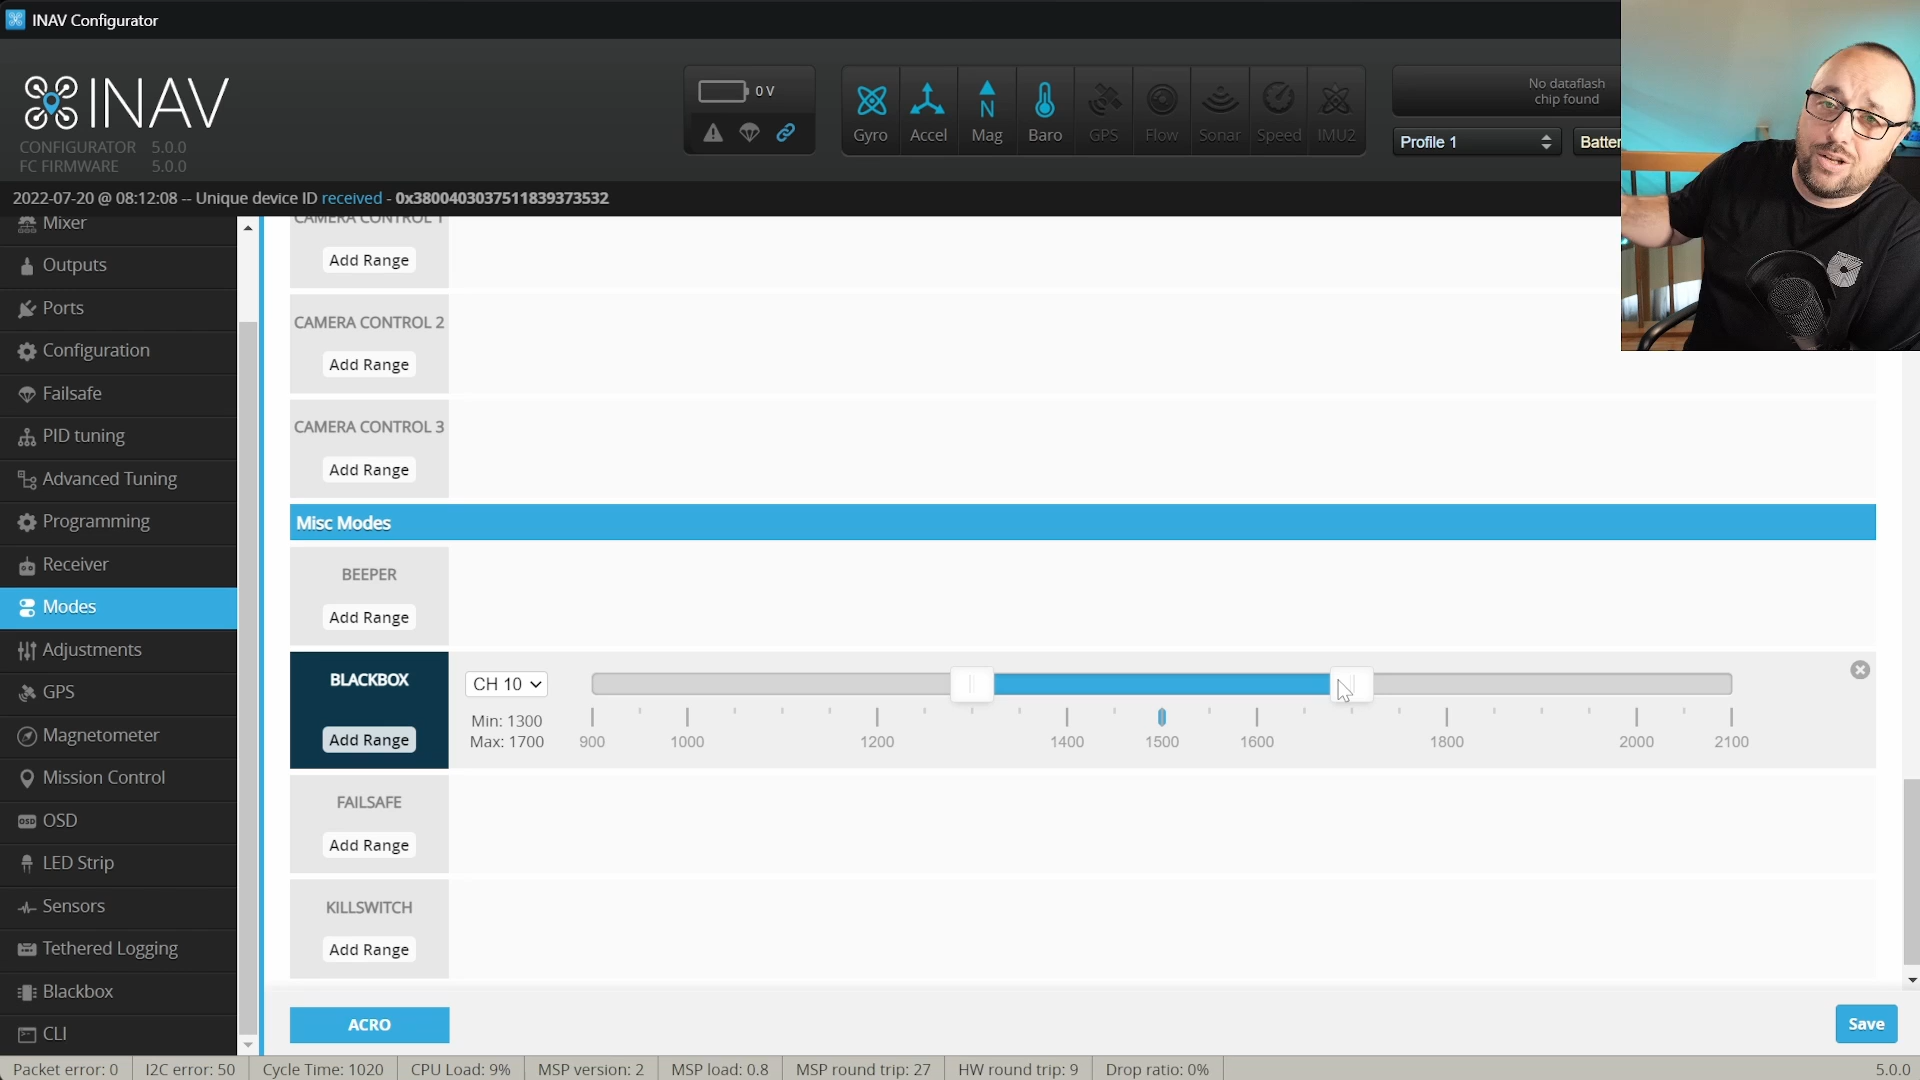 INAV Configurator
INAV
CONFIGURATOR 5.0.0
FC FIRMWARE 5.0.0
0 V
Gyro
Accel
Mag
Baro
GPS
Flow
Sonar
Speed
IMU2
No dataflash
chip found
Profile 1
Batter
2022-07-20 @ 08:12:08 -- Unique device ID received - 0x3800403037511839373532
Mixer
Outputs
Ports
Configuration
Failsafe
PID tuning
Advanced Tuning
Programming
Receiver
Modes
Adjustments
GPS
Magnetometer
Mission Control
OSD
LED Strip
Sensors
Tethered Logging
Blackbox
CLI
CAMERA CONTROL 1
Add Range
CAMERA CONTROL 2
Add Range
CAMERA CONTROL 3
Add Range
Misc Modes
BEEPER
Add Range
BLACKBOX
Add Range
CH 10
Min: 1300
Max: 1700
900 1000 1200 1400 1500 1600 1800 2000 2100
FAILSAFE
Add Range
KILLSWITCH
Add Range
ACRO
Save
Packet error: 0 I2C error: 50 Cycle Time: 1020 CPU Load: 9% MSP version: 2 MSP load: 0.8 MSP round trip: 27 HW round trip: 9 Drop ratio: 0% 5.0.0